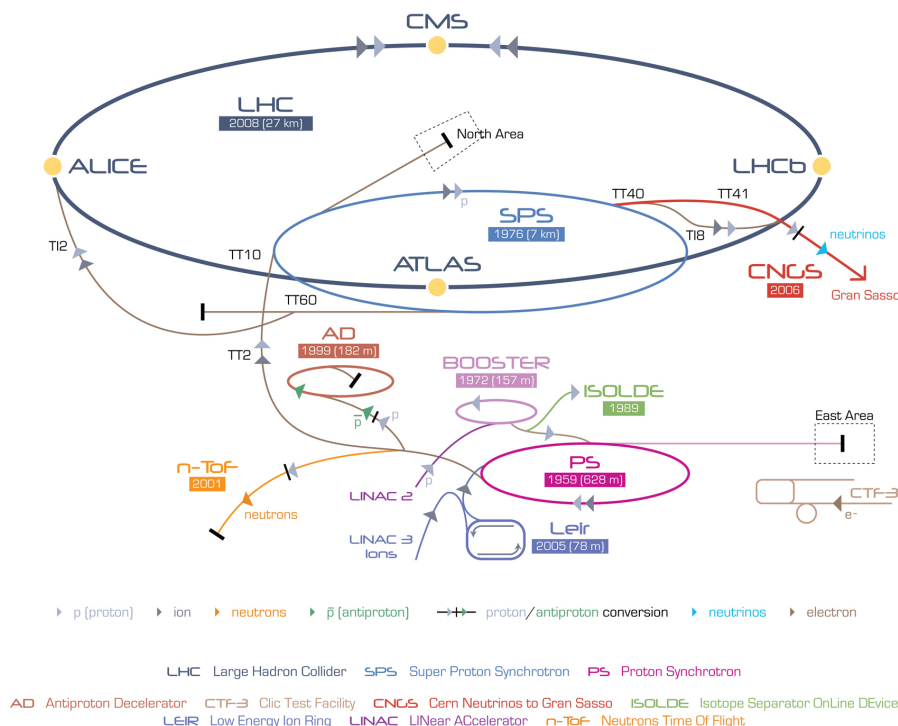 CMS
LHC
2008 (27 km)
North Area
ALICE
LHCb
TT40
TT41
p
SPS
1976 (7 km)
TI8
neutrinos
TI2
TT10
ATLAS
CNGS
2006
Gran Sasso
TT60
AD
1999 (182 m)
TT2
BOOSTER
1972 (157 m)
ISOLDE
1989
p̅
p
East Area
n-ToF
2001
LINAC 2
p
PS
1959 (628 m)
CTF-3
e-
neutrons
LINAC 3
Ions
Leir
2005 (78 m)
p (proton)
ion
neutrons
p̅ (antiproton)
proton/antiproton conversion
neutrinos
electron
LHC Large Hadron Collider
SPS Super Proton Synchrotron
PS Proton Synchrotron
AD Antiproton Decelerator
CTF-3 Clic Test Facility
CNGS Cern Neutrinos to Gran Sasso
ISOLDE Isotope Separator OnLine DEvice
LEIR Low Energy Ion Ring
LINAC LINear ACcelerator
n-ToF Neutrons Time Of Flight